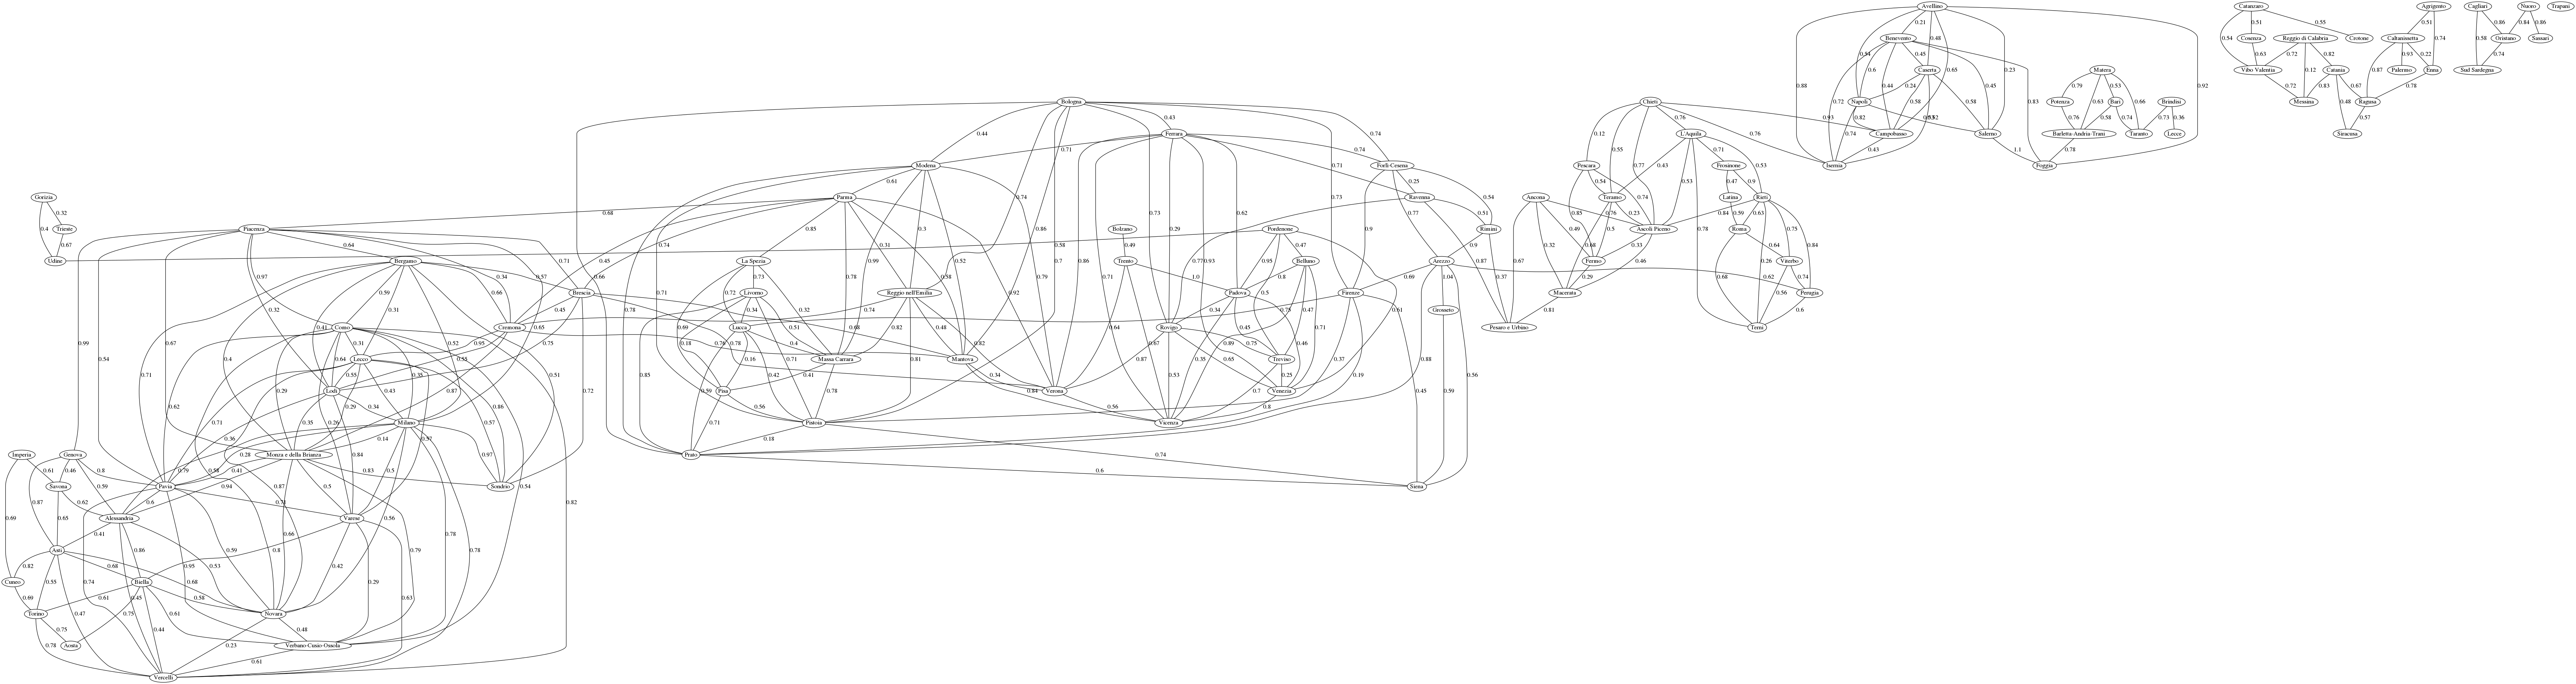 Avellino
Catanzaro
Agrigento
Cagliari
Nuoro
Trapani
0.21
0.51
0.55
0.51
0.86
0.84
0.86
Benevento
0.48
Cosenza
Reggio di Calabria
Crotone
Caltanissetta
0.74
Oristano
Sassari
0.54
0.6
0.45
0.54
0.63
0.72
0.82
0.93
0.22
0.58
0.74
Caserta
0.65
0.23
Vibo Valentia
Catania
Palermo
Enna
Sud Sardegna
Matera
0.88
0.44
0.24
0.45
0.92
0.12
0.67
0.87
0.78
0.79
0.53
0.72
0.83
Bologna
Chieti
Napoli
0.58
0.58
0.83
Potenza
0.63
Bari
0.66
Brindisi
Messina
0.48
Ragusa
0.43
0.72
0.82
0.76
0.58
0.74
0.73
0.36
0.57
0.44
Ferrara
0.74
0.12
0.76
0.93
0.76
0.74
Campobasso
Salerno
Barletta-Andria-Trani
Taranto
Lecce
Siracusa
0.71
0.74
0.55
0.71
0.43
1.1
0.78
Modena
0.71
Forlì-Cesena
Pescara
0.77
0.43
0.53
Frosinone
0.53
Isernia
Foggia
0.61
0.25
0.54
0.74
0.47
0.9
Gorizia
Parma
0.74
0.86
0.62
Ravenna
0.54
Ancona
Teramo
Latina
Rieti
0.32
0.68
0.3
0.73
0.29
0.77
0.51
0.85
0.76
0.23
0.84
0.59
0.63
0.4
Trieste
Piacenza
0.85
Bolzano
Pordenone
Rimini
0.49
Ascoli Piceno
Roma
0.75
0.84
0.67
0.64
0.74
0.31
0.49
0.95
0.47
0.9
0.5
0.33
0.64
Udine
Bergamo
La Spezia
Trento
Belluno
Arezzo
Fermo
Viterbo
0.97
0.34
0.57
0.71
0.45
0.66
0.73
0.78
0.99
0.58
0.52
0.79
0.58
0.7
0.86
0.71
1.0
0.8
0.9
0.73
0.69
1.04
0.62
0.87
0.37
0.67
0.32
0.68
0.29
0.46
0.78
0.68
0.26
0.56
0.74
0.59
0.31
0.66
Brescia
0.72
Livorno
0.32
Reggio nell'Emilia
0.92
0.77
0.93
Padova
0.5
0.47
Firenze
Macerata
Perugia
0.32
0.41
0.45
0.34
0.51
0.74
0.82
0.48
0.82
0.34
0.45
0.75
0.71
Grosseto
0.81
0.6
Como
0.52
0.65
Cremona
0.68
0.69
Lucca
Rovigo
0.46
0.61
Pesaro e Urbino
Terni
0.99
0.54
0.67
0.31
0.64
0.95
0.75
0.78
0.18
0.16
0.4
0.71
0.64
0.87
0.75
0.65
0.89
0.71
0.4
Lecco
0.55
0.43
0.51
Massa Carrara
Mantova
0.67
Treviso
0.37
0.88
0.29
0.87
0.72
0.85
0.42
0.41
0.81
0.34
0.35
0.25
0.19
0.45
0.59
0.56
0.62
Lodi
0.34
0.86
Pisa
0.78
Verona
0.53
0.7
Venezia
0.71
0.29
0.26
0.57
0.59
0.56
0.84
0.56
0.8
0.36
0.35
Milano
0.57
0.71
Pistoia
Vicenza
0.14
0.18
Imperia
Genova
0.79
0.28
Monza e della Brianza
0.84
0.97
Prato
0.74
0.61
0.46
0.8
0.41
0.5
0.83
0.6
Savona
0.59
Pavia
0.94
0.5
Sondrio
0.54
0.82
Siena
0.87
0.62
0.6
0.73
0.69
0.65
Alessandria
0.87
Varese
0.56
0.41
0.86
0.66
0.78
0.78
Asti
0.59
0.8
0.79
0.82
0.68
0.53
0.42
Cuneo
0.55
Biella
0.68
0.95
0.29
0.69
0.61
0.58
0.74
0.45
0.63
Torino
0.47
0.75
0.61
Novara
0.75
0.44
0.48
Aosta
0.23
Verbano-Cusio-Ossola
0.78
0.61
Vercelli